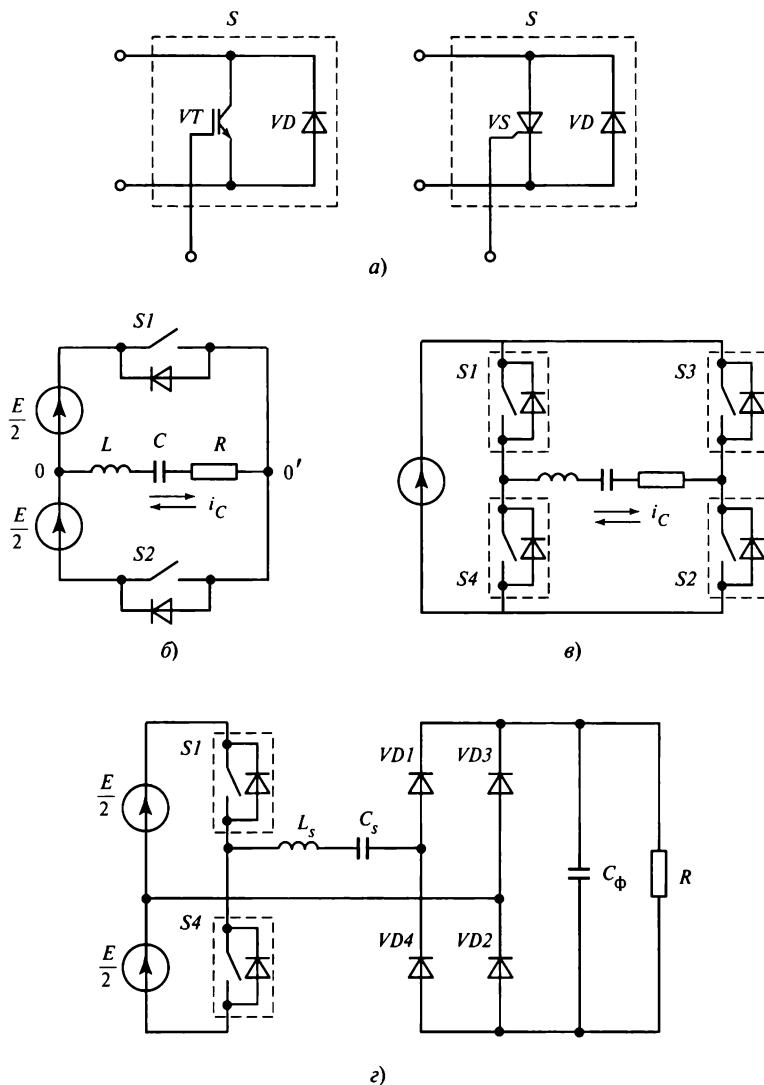 S S
VT VD VS VD
а)
S1
E/2
L C R
0 0′
i_C
E/2
S2
б)
S1 S3
i_C
S4 S2
в)
S1 VD1 VD3
E/2
L_s C_s
C_ф R
S4 VD4 VD2
E/2
г)